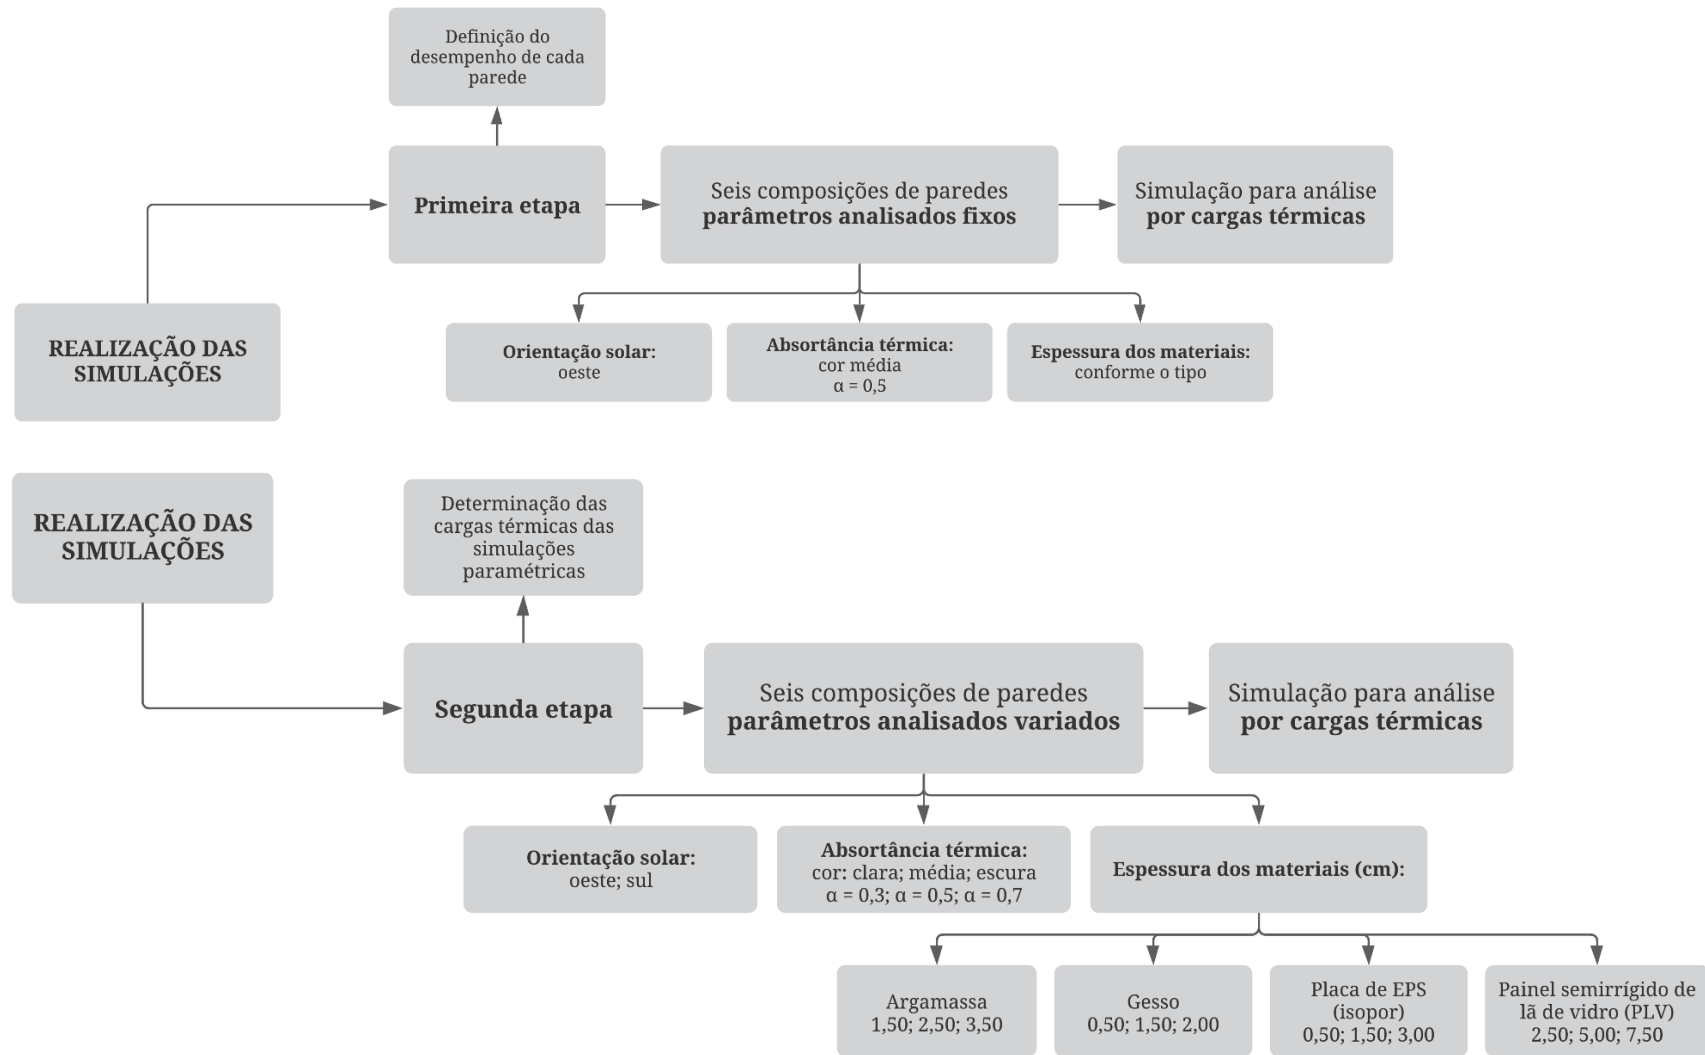 Definição do
desempenho de cada
parede
Primeira etapa
Seis composições de paredes
parâmetros analisados fixos
Simulação para análise
por cargas térmicas
REALIZAÇÃO DAS
SIMULAÇÕES
Orientação solar:
oeste
Absortância térmica:
cor média
α = 0,5
Espessura dos materiais:
conforme o tipo
REALIZAÇÃO DAS
SIMULAÇÕES
Determinação das
cargas térmicas das
simulações
paramétricas
Segunda etapa
Seis composições de paredes
parâmetros analisados variados
Simulação para análise
por cargas térmicas
Orientação solar:
oeste; sul
Absortância térmica:
cor: clara; média; escura
α = 0,3; α = 0,5; α = 0,7
Espessura dos materiais (cm):
Argamassa
1,50; 2,50; 3,50
Gesso
0,50; 1,50; 2,00
Placa de EPS
(isopor)
0,50; 1,50; 3,00
Painel semirrígido de
lã de vidro (PLV)
2,50; 5,00; 7,50